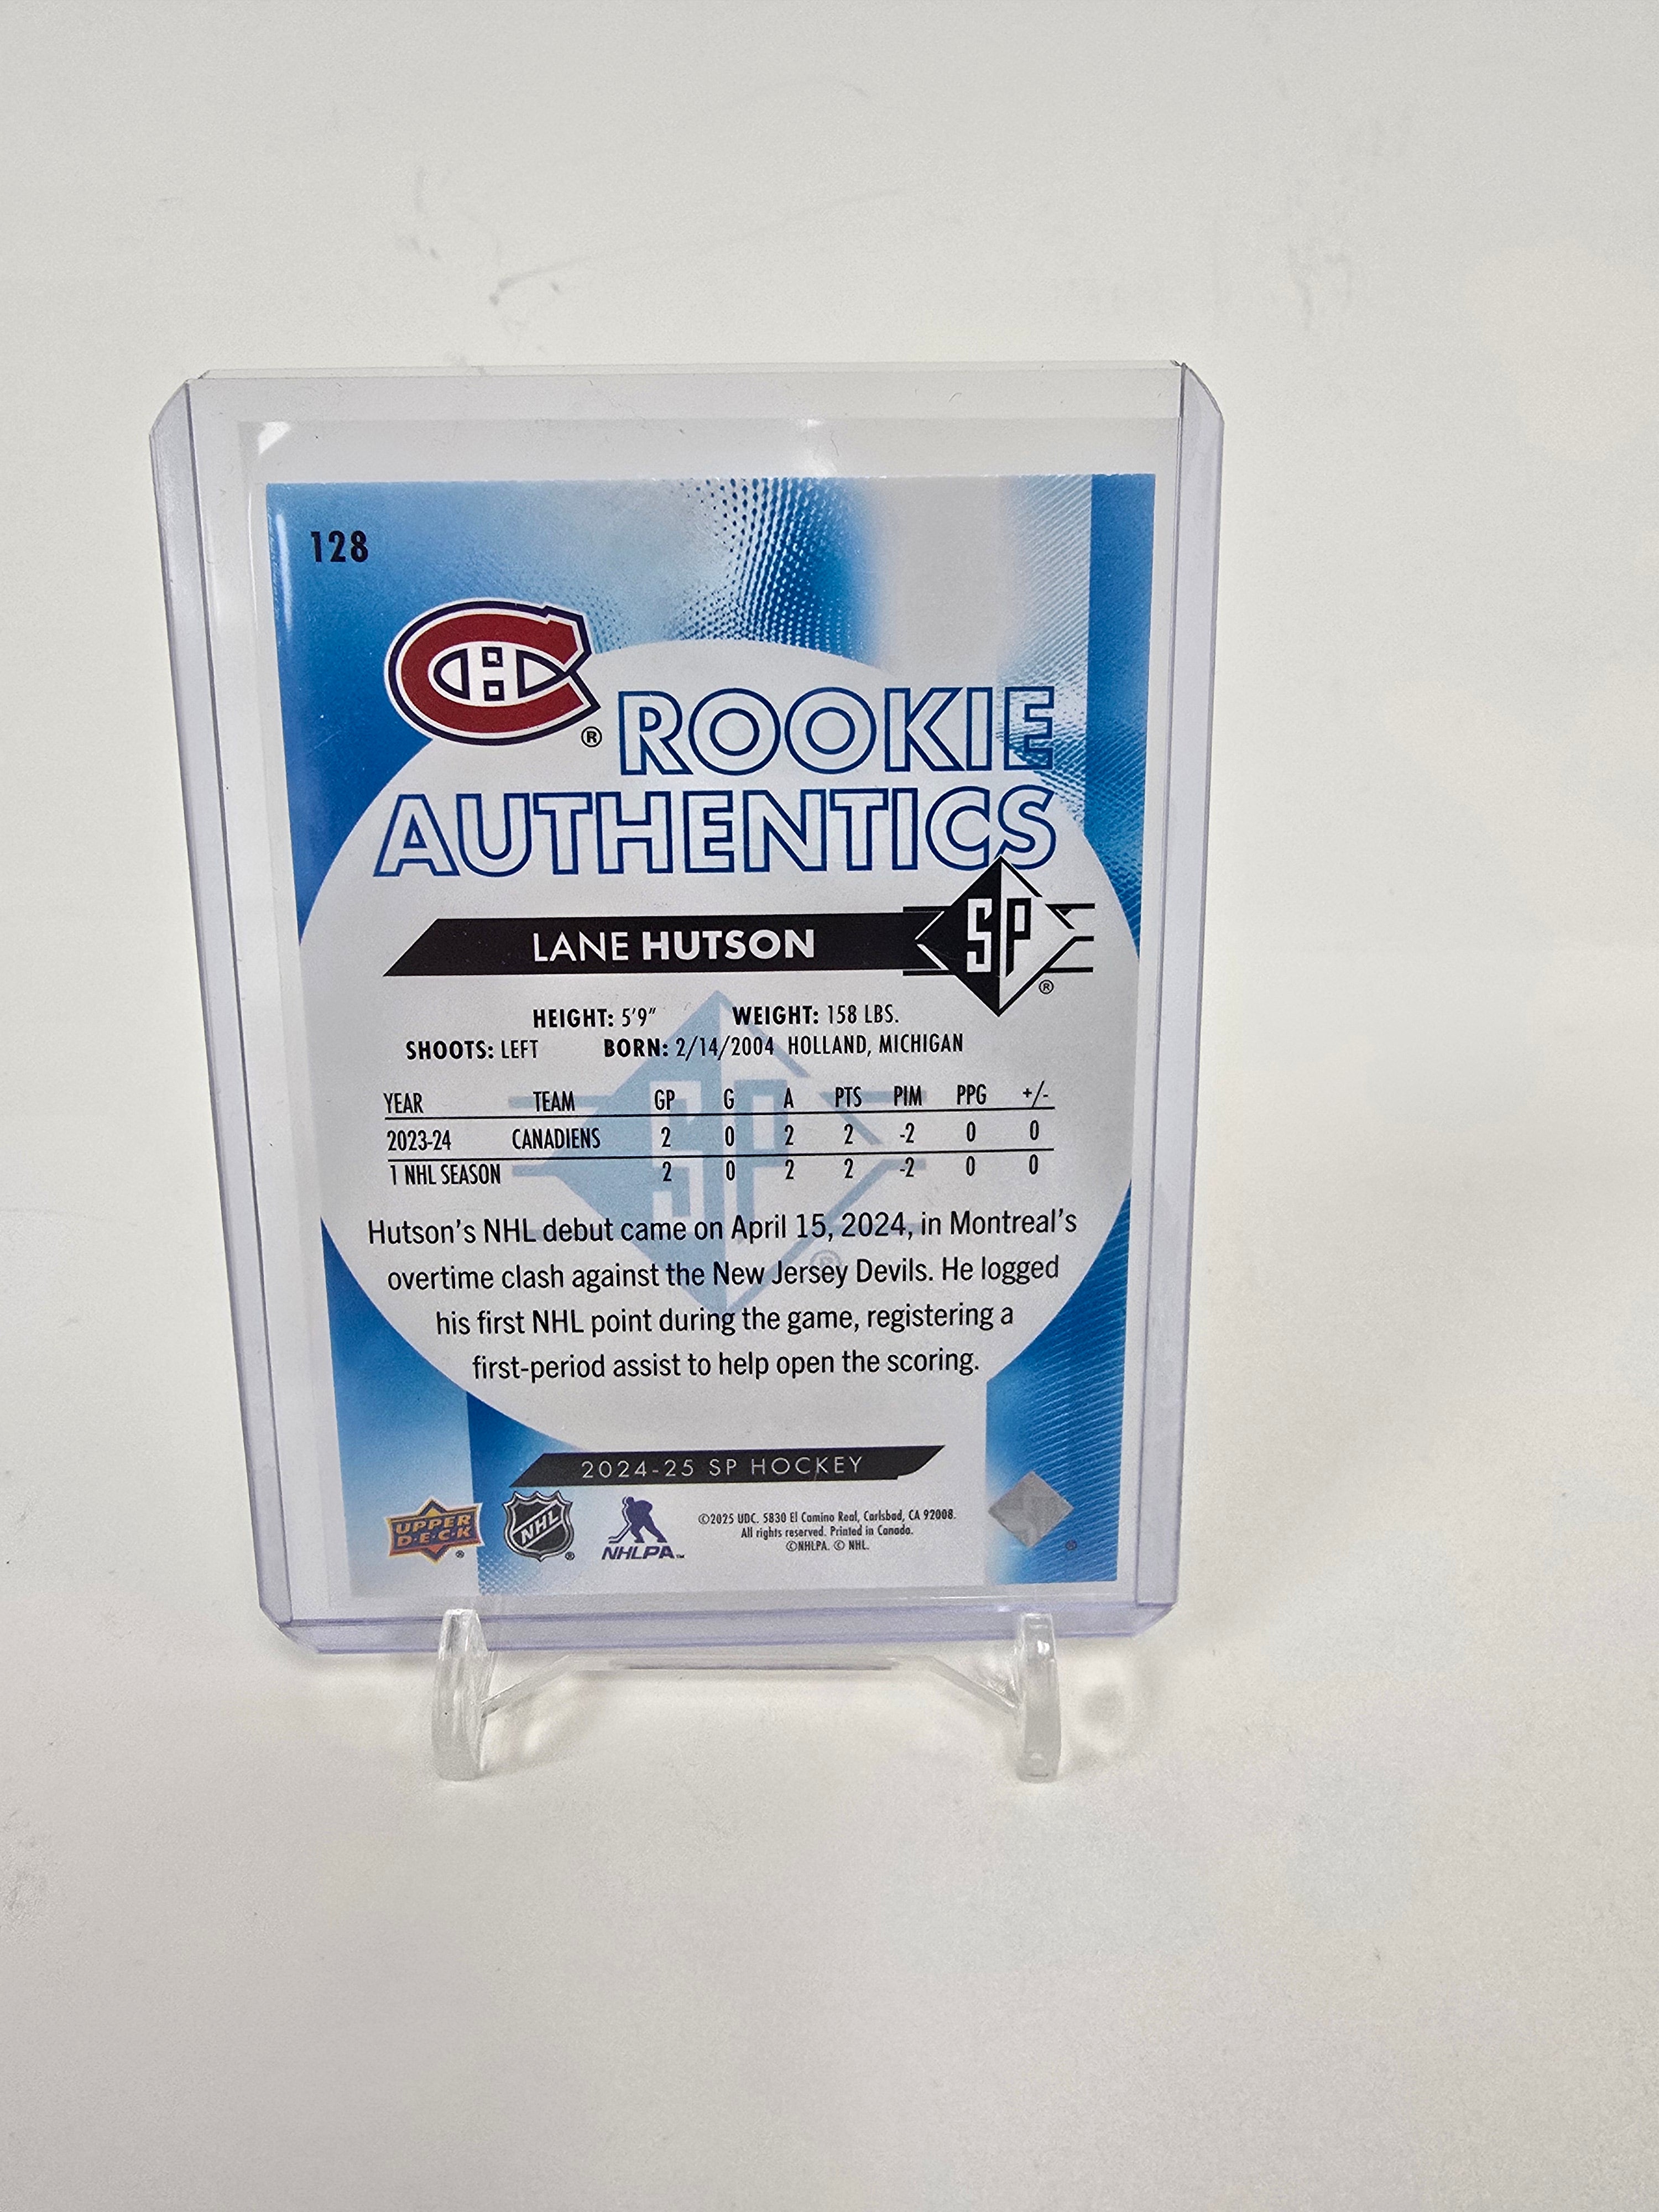 128
®
ROOKIE
AUTHENTICS
LANE HUTSON
SP
®
HEIGHT: 5'9" WEIGHT: 158 LBS.
SHOOTS: LEFT BORN: 2/14/2004 HOLLAND, MICHIGAN
YEAR TEAM GP G A PTS PIM PPG +/-
2023-24 CANADIENS 2 0 2 2 -2 0 0
1 NHL SEASON 2 0 2 2 -2 0 0
Hutson's NHL debut came on April 15, 2024, in Montreal's
overtime clash against the New Jersey Devils. He logged
his first NHL point during the game, registering a
first-period assist to help open the scoring.
2024-25 SP HOCKEY
UPPER
D·E·C·K
®
NHL
®
NHLPA™
©2025 UDC. 5830 El Camino Real, Carlsbad, CA 92008.
All rights reserved. Printed in Canada.
©NHLPA. © NHL.
®